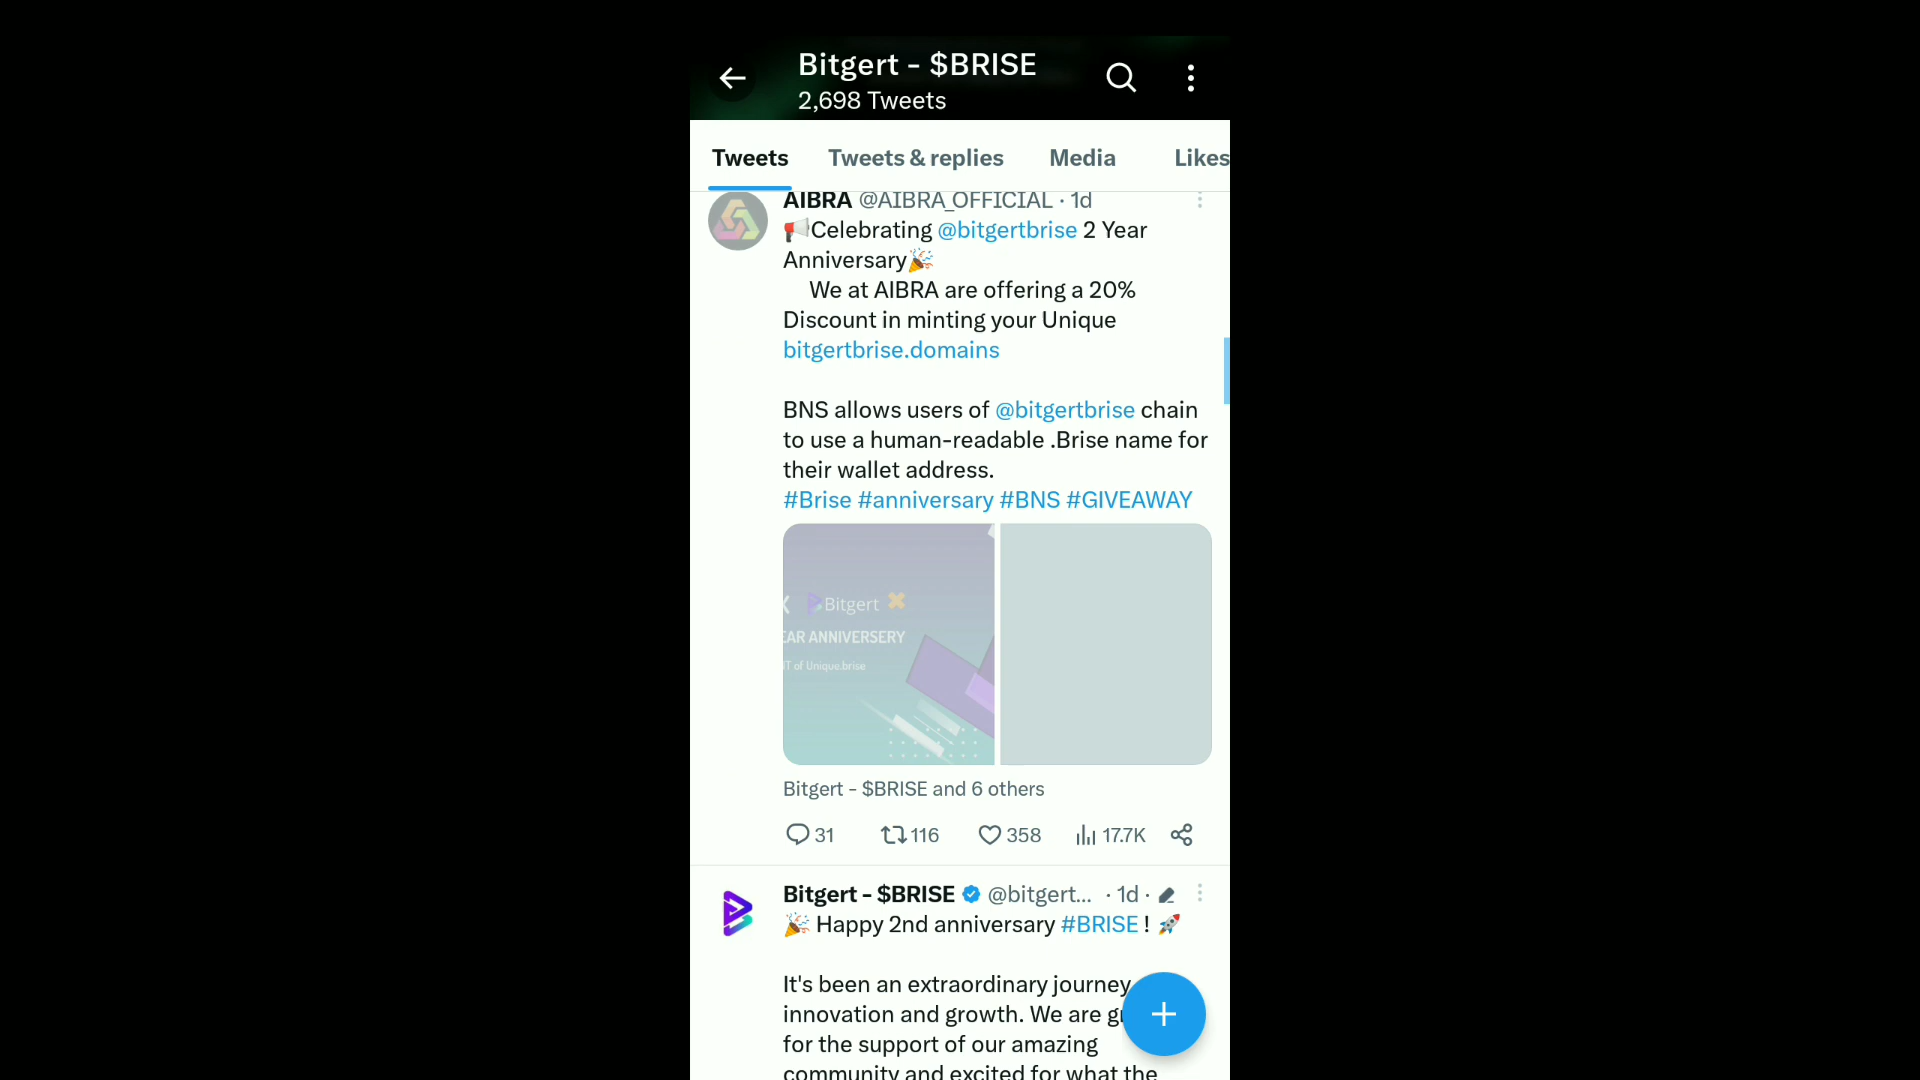 Bitgert - $BRISE
2,698 Tweets
Tweets Tweets & replies Media Likes
AIBRA @AIBRA_OFFICIAL · 1d
📢Celebrating @bitgertbrise 2 Year
Anniversary🎉
We at AIBRA are offering a 20%
Discount in minting your Unique
bitgertbrise.domains
BNS allows users of @bitgertbrise chain
to use a human-readable .Brise name for
their wallet address.
#Brise #anniversary #BNS #GIVEAWAY
X Bitgert
EAR ANNIVERSERY
of Unique.brise
Bitgert - $BRISE and 6 others
31 116 358 17.7K
Bitgert - $BRISE @bitgert... · 1d ·
🎉 Happy 2nd anniversary #BRISE ! 🚀
It's been an extraordinary journey
innovation and growth. We are
for the support of our amazing
community and excited for what the